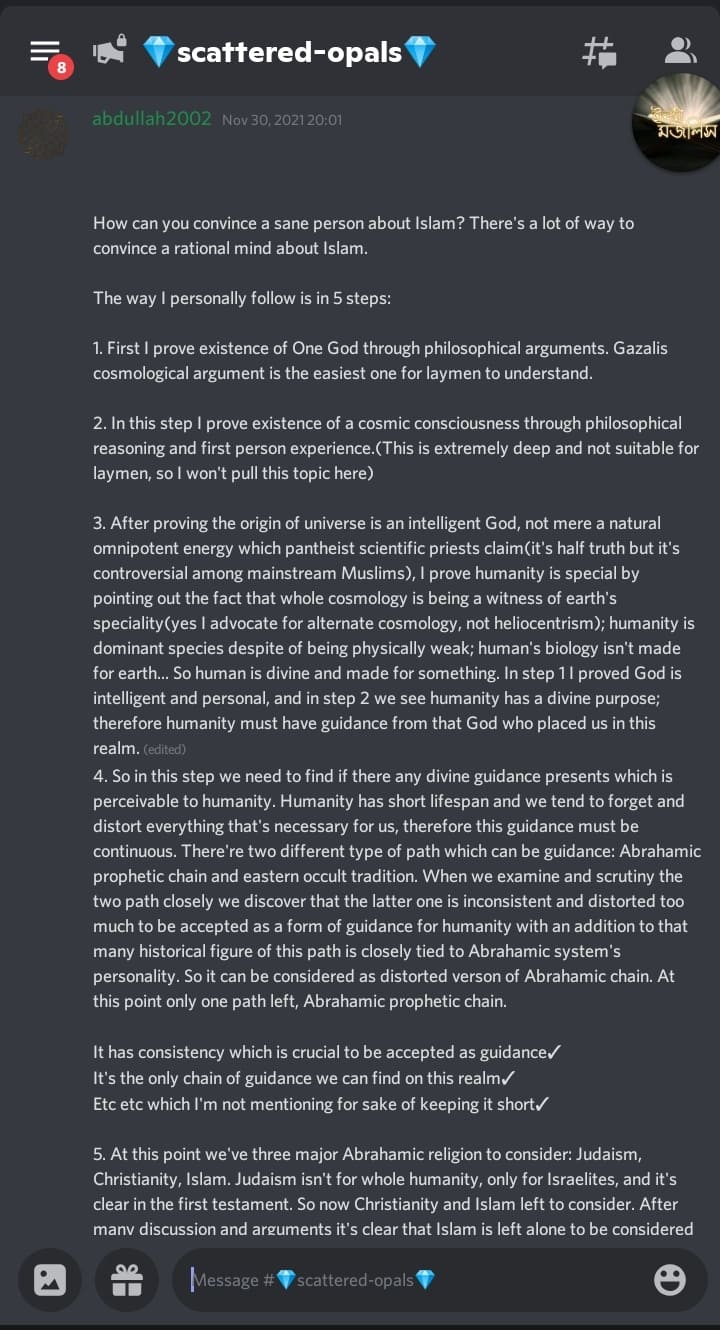 8
💎scattered-opals💎
abdullah2002 Nov 30, 2021 20:01
মজলিস
How can you convince a sane person about Islam? There's a lot of way to
convince a rational mind about Islam.
The way I personally follow is in 5 steps:
1. First I prove existence of One God through philosophical arguments. Gazalis
cosmological argument is the easiest one for laymen to understand.
2. In this step I prove existence of a cosmic consciousness through philosophical
reasoning and first person experience.(This is extremely deep and not suitable for
laymen, so I won't pull this topic here)
3. After proving the origin of universe is an intelligent God, not mere a natural
omnipotent energy which pantheist scientific priests claim(it's half truth but it's
controversial among mainstream Muslims), I prove humanity is special by
pointing out the fact that whole cosmology is being a witness of earth's
speciality(yes I advocate for alternate cosmology, not heliocentrism); humanity is
dominant species despite of being physically weak; human's biology isn't made
for earth... So human is divine and made for something. In step 1 I proved God is
intelligent and personal, and in step 2 we see humanity has a divine purpose;
therefore humanity must have guidance from that God who placed us in this
realm. (edited)
4. So in this step we need to find if there any divine guidance presents which is
perceivable to humanity. Humanity has short lifespan and we tend to forget and
distort everything that's necessary for us, therefore this guidance must be
continuous. There're two different type of path which can be guidance: Abrahamic
prophetic chain and eastern occult tradition. When we examine and scrutiny the
two path closely we discover that the latter one is inconsistent and distorted too
much to be accepted as a form of guidance for humanity with an addition to that
many historical figure of this path is closely tied to Abrahamic system's
personality. So it can be considered as distorted verson of Abrahamic chain. At
this point only one path left, Abrahamic prophetic chain.
It has consistency which is crucial to be accepted as guidance✓
It's the only chain of guidance we can find on this realm✓
Etc etc which I'm not mentioning for sake of keeping it short✓
5. At this point we've three major Abrahamic religion to consider: Judaism,
Christianity, Islam. Judaism isn't for whole humanity, only for Israelites, and it's
clear in the first testament. So now Christianity and Islam left to consider. After
many discussion and arguments it's clear that Islam is left alone to be considered
Message #💎scattered-opals💎